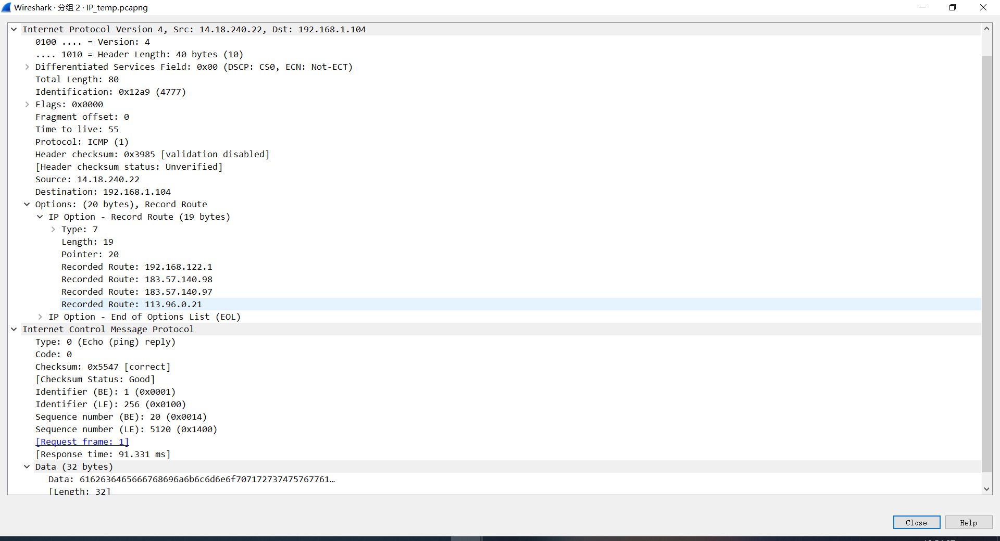 Wireshark · 分组 2 · IP_temp.pcapng
Internet Protocol Version 4, Src: 14.18.240.22, Dst: 192.168.1.104
0100 .... = Version: 4
.... 1010 = Header Length: 40 bytes (10)
Differentiated Services Field: 0x00 (DSCP: CS0, ECN: Not-ECT)
Total Length: 80
Identification: 0x12a9 (4777)
Flags: 0x0000
Fragment offset: 0
Time to live: 55
Protocol: ICMP (1)
Header checksum: 0x3985 [validation disabled]
[Header checksum status: Unverified]
Source: 14.18.240.22
Destination: 192.168.1.104
Options: (20 bytes), Record Route
IP Option - Record Route (19 bytes)
Type: 7
Length: 19
Pointer: 20
Recorded Route: 192.168.122.1
Recorded Route: 183.57.140.98
Recorded Route: 183.57.140.97
Recorded Route: 113.96.0.21
IP Option - End of Options List (EOL)
Internet Control Message Protocol
Type: 0 (Echo (ping) reply)
Code: 0
Checksum: 0x5547 [correct]
[Checksum Status: Good]
Identifier (BE): 1 (0x0001)
Identifier (LE): 256 (0x0100)
Sequence number (BE): 20 (0x0014)
Sequence number (LE): 5120 (0x1400)
[Request frame: 1]
[Response time: 91.331 ms]
Data (32 bytes)
Data: 6162636465666768696a6b6c6d6e6f707172737475767761…
[Length: 32]
Close Help